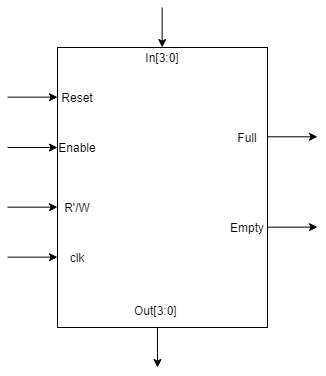 In[3:0]
Reset
Full
Enable
R'/W
Empty
clk
Out[3:0]